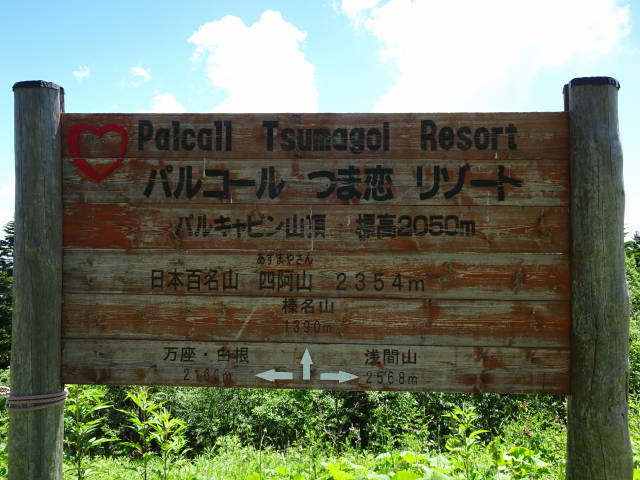 Palcall Tsumagoi Resort
パルコール つま恋 リゾート
パルキャビン山頂 標高2050m
あずまやさん
日本百名山 四阿山 2354m
榛名山
1390m
万座・白根 浅間山
2568m